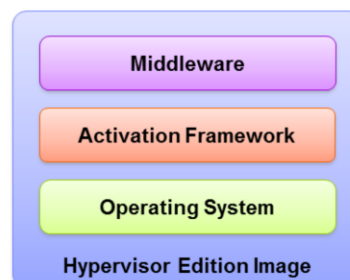 Middleware
Activation Framework
Operating System
Hypervisor Edition Image